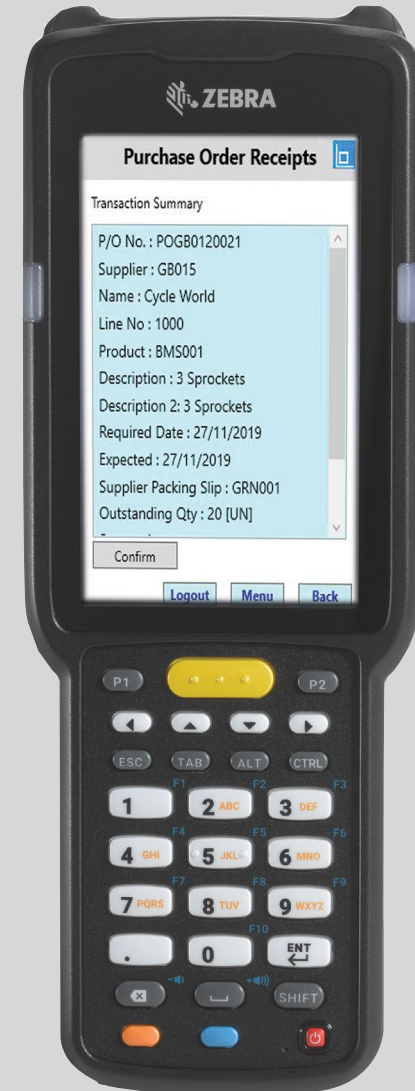 ZEBRA
Purchase Order Receipts
Transaction Summary
P/O No. : POGB0120021
Supplier : GB015
Name : Cycle World
Line No : 1000
Product : BMS001
Description : 3 Sprockets
Description 2: 3 Sprockets
Required Date : 27/11/2019
Expected : 27/11/2019
Supplier Packing Slip : GRN001
Outstanding Qty : 20 [UN]
Confirm
Logout Menu Back
P1 P2
ESC TAB ALT CTRL
F1 F2 F3
1 2 ABC 3 DEF
F4 F5 F6
4 GHI 5 JKL 6 MNO
F7 F8 F9
7 PQRS 8 TUV 9 WXYZ
F10
. 0 ENT
SHIFT